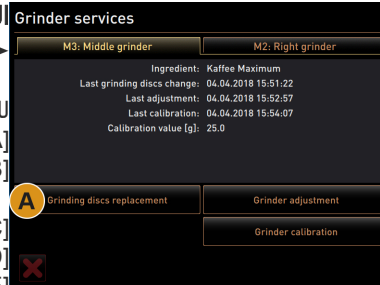 Grinder services
M3: Middle grinder
M2: Right grinder
Ingredient: Kaffee Maximum
Last grinding discs change: 04.04.2018 15:51:22
Last adjustment: 04.04.2018 15:52:57
Last calibration: 04.04.2018 15:54:07
Calibration value [g]: 25.0
A
Grinding discs replacement
Grinder adjustment
Grinder calibration